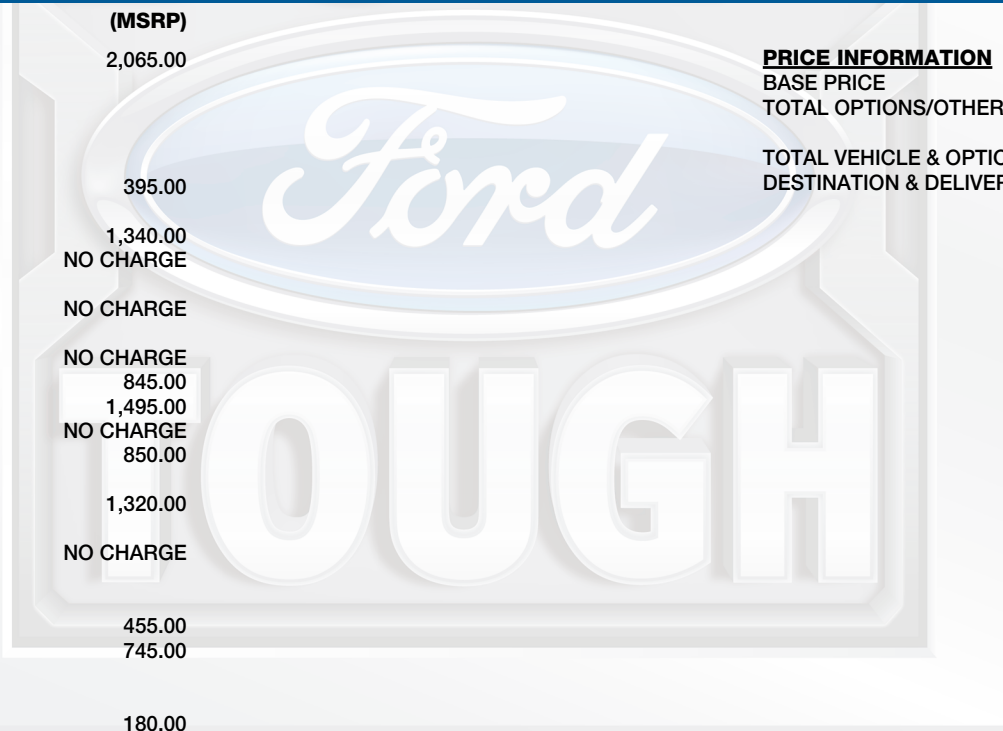 (MSRP)
2,065.00
395.00
1,340.00
NO CHARGE
NO CHARGE
NO CHARGE
845.00
1,495.00
NO CHARGE
850.00
1,320.00
NO CHARGE
455.00
745.00
180.00
PRICE INFORMATION
BASE PRICE
TOTAL OPTIONS/OTHER
TOTAL VEHICLE & OPTIO
DESTINATION & DELIVER
Ford
TOUGH